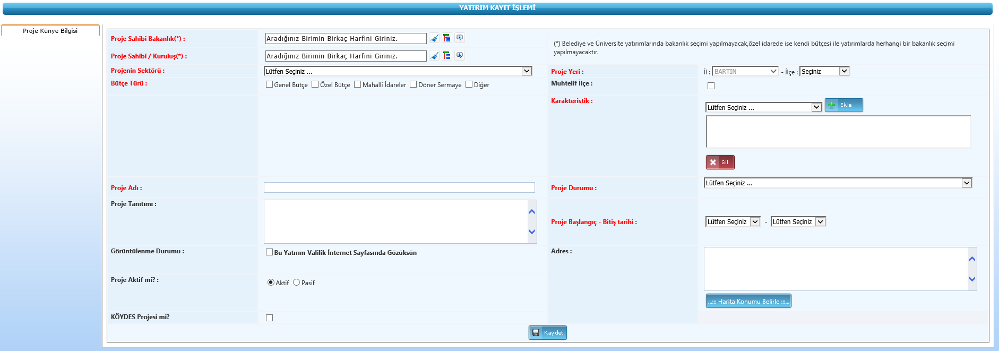 YATIRIM KAYIT İŞLEMİ
Proje Künye Bilgisi
Proje Sahibi Bakanlık(*) :
Aradığınız Birimin Birkaç Harfini Giriniz.
(*) Belediye ve Üniversite yatırımlarında bakanlık seçimi yapılmayacak,özel idarede ise kendi bütçesi ile yatırımlarda herhangi bir bakanlık seçimi
yapılmayacaktır.
Proje Sahibi / Kuruluş(*) :
Aradığınız Birimin Birkaç Harfini Giriniz.
Projenin Sektörü :
Lütfen Seçiniz ...
Proje Yeri :
İl : BARTIN - İlçe : Seçiniz
Bütçe Türü :
Genel Bütçe Özel Bütçe Mahalli İdareler Döner Sermaye Diğer
Muhtelif İlçe :
Karakteristik :
Lütfen Seçiniz ... Ekle
Sil
Proje Adı :
Proje Durumu :
Lütfen Seçiniz ...
Proje Tanıtımı :
Proje Başlangıç - Bitiş tarihi :
Lütfen Seçiniz - Lütfen Seçiniz
Görüntülenme Durumu :
Bu Yatırım Valilik İnternet Sayfasında Gözüksün
Adres :
Proje Aktif mi? :
Aktif Pasif
...::: Harita Konumu Belirle :::...
KÖYDES Projesi mi?
Kaydet